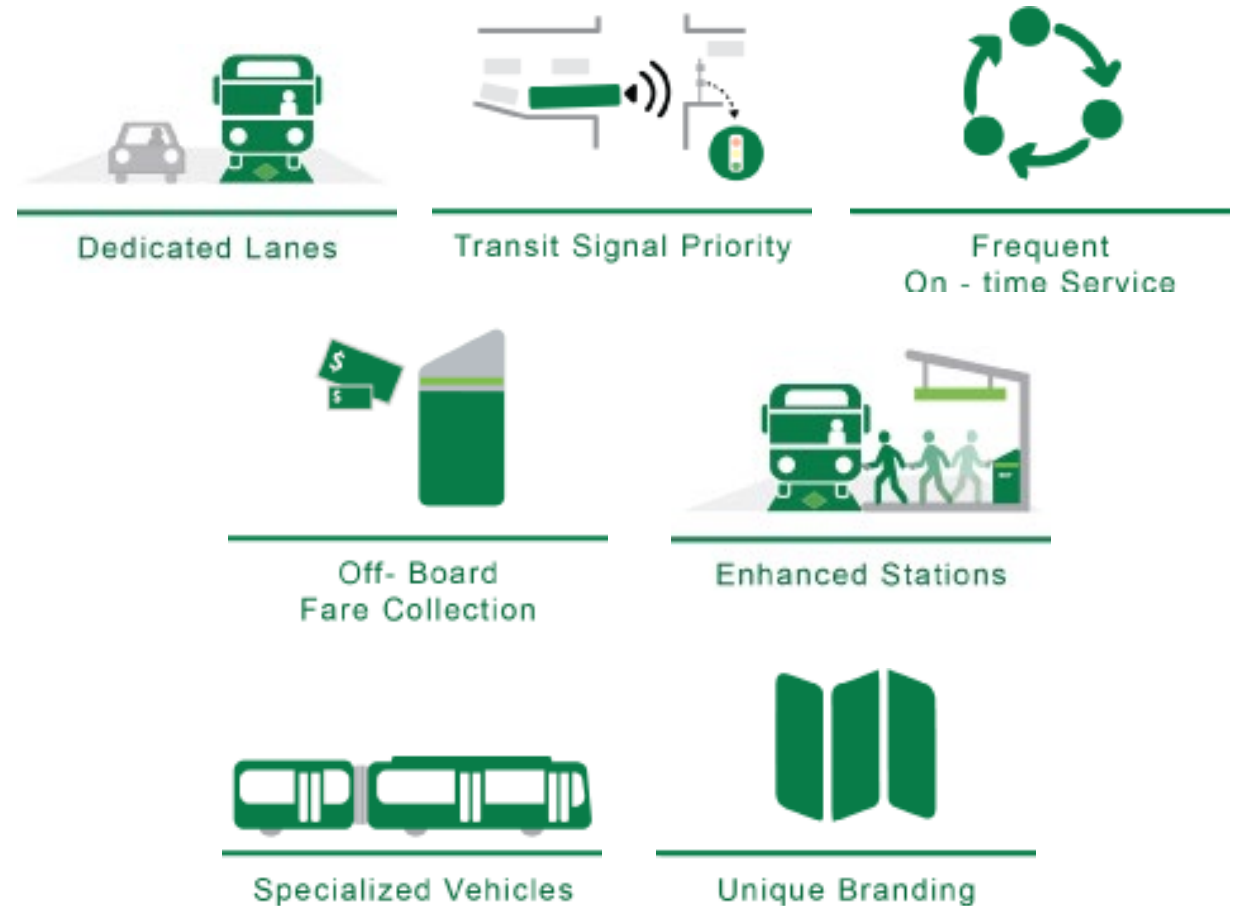 Dedicated Lanes
Transit Signal Priority
Frequent
On - time Service
$
$
Off- Board
Fare Collection
Enhanced Stations
Specialized Vehicles
Unique Branding